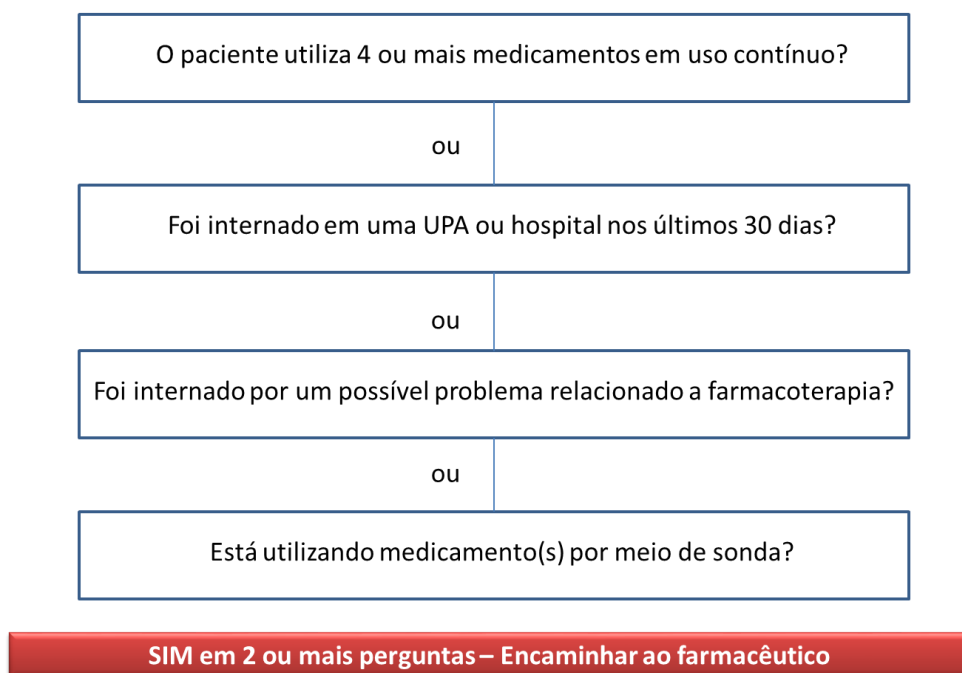 O paciente utiliza 4 ou mais medicamentos em uso contínuo?
ou
Foi internado em uma UPA ou hospital nos últimos 30 dias?
ou
Foi internado por um possível problema relacionado a farmacoterapia?
ou
Está utilizando medicamento(s) por meio de sonda?
SIM em 2 ou mais perguntas – Encaminhar ao farmacêutico